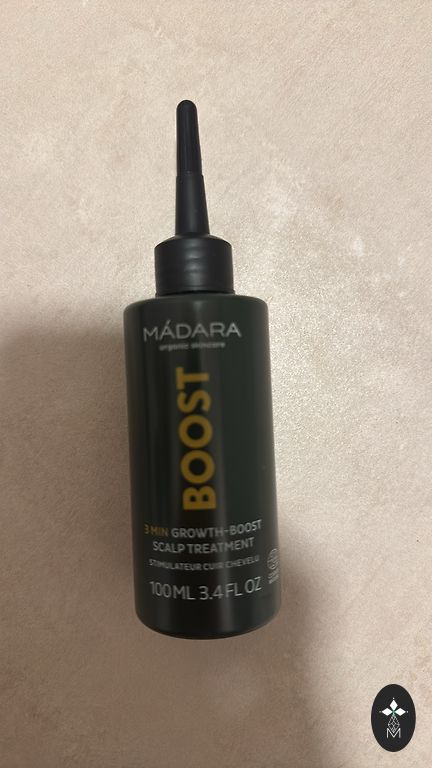 MÁDARA
organic skincare
BOOST
3 MIN GROWTH-BOOST
SCALP TREATMENT
STIMULATEUR CUIR CHEVELU
100ML 3.4 FL OZ